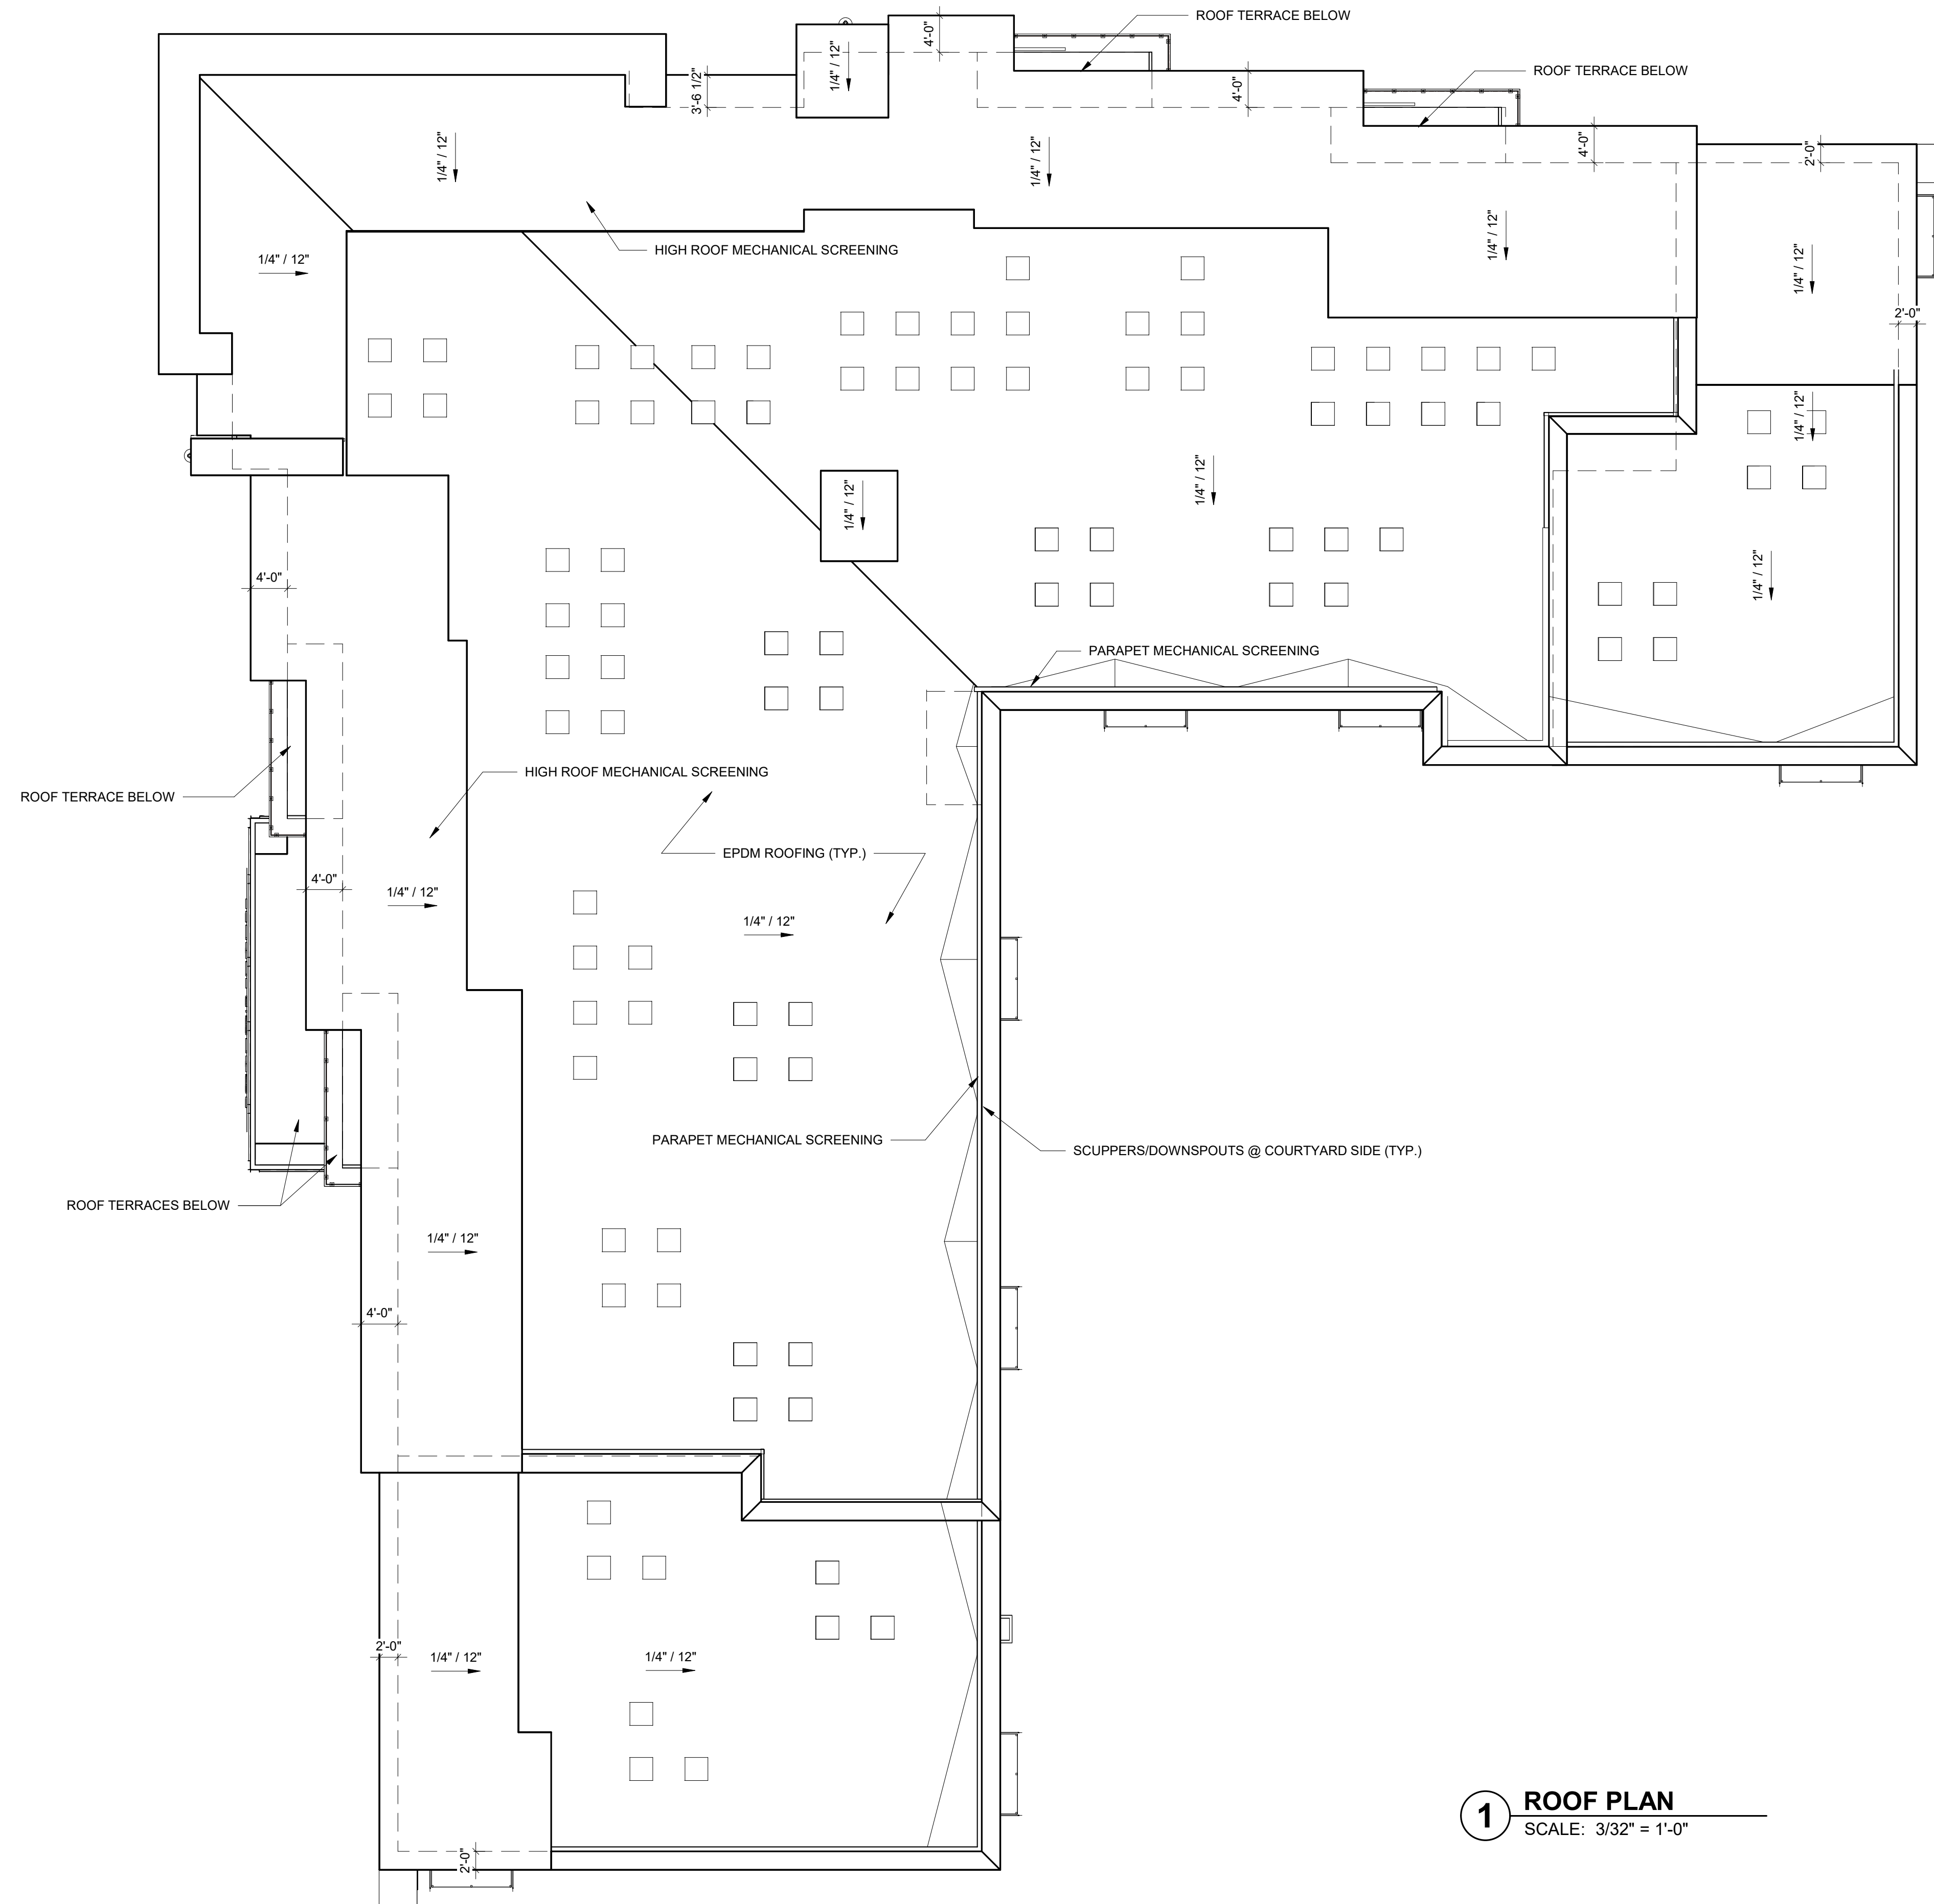 ROOF TERRACE BELOW
4'-0"
1/4" / 12"
ROOF TERRACE BELOW
3'-6 1/2"
4'-0"
4'-0"
2'-0"
1/4" / 12"
1/4" / 12"
1/4" / 12"
HIGH ROOF MECHANICAL SCREENING
1/4" / 12"
1/4" / 12"
2'-0"
1/4" / 12"
1/4" / 12"
1/4" / 12"
4'-0"
1/4" / 12"
PARAPET MECHANICAL SCREENING
HIGH ROOF MECHANICAL SCREENING
ROOF TERRACE BELOW
EPDM ROOFING (TYP.)
4'-0"
1/4" / 12"
1/4" / 12"
PARAPET MECHANICAL SCREENING
SCUPPERS/DOWNSPOUTS @ COURTYARD SIDE (TYP.)
ROOF TERRACES BELOW
1/4" / 12"
4'-0"
2'-0"
1/4" / 12"
1/4" / 12"
2'-0"
1
ROOF PLAN
SCALE: 3/32" = 1'-0"